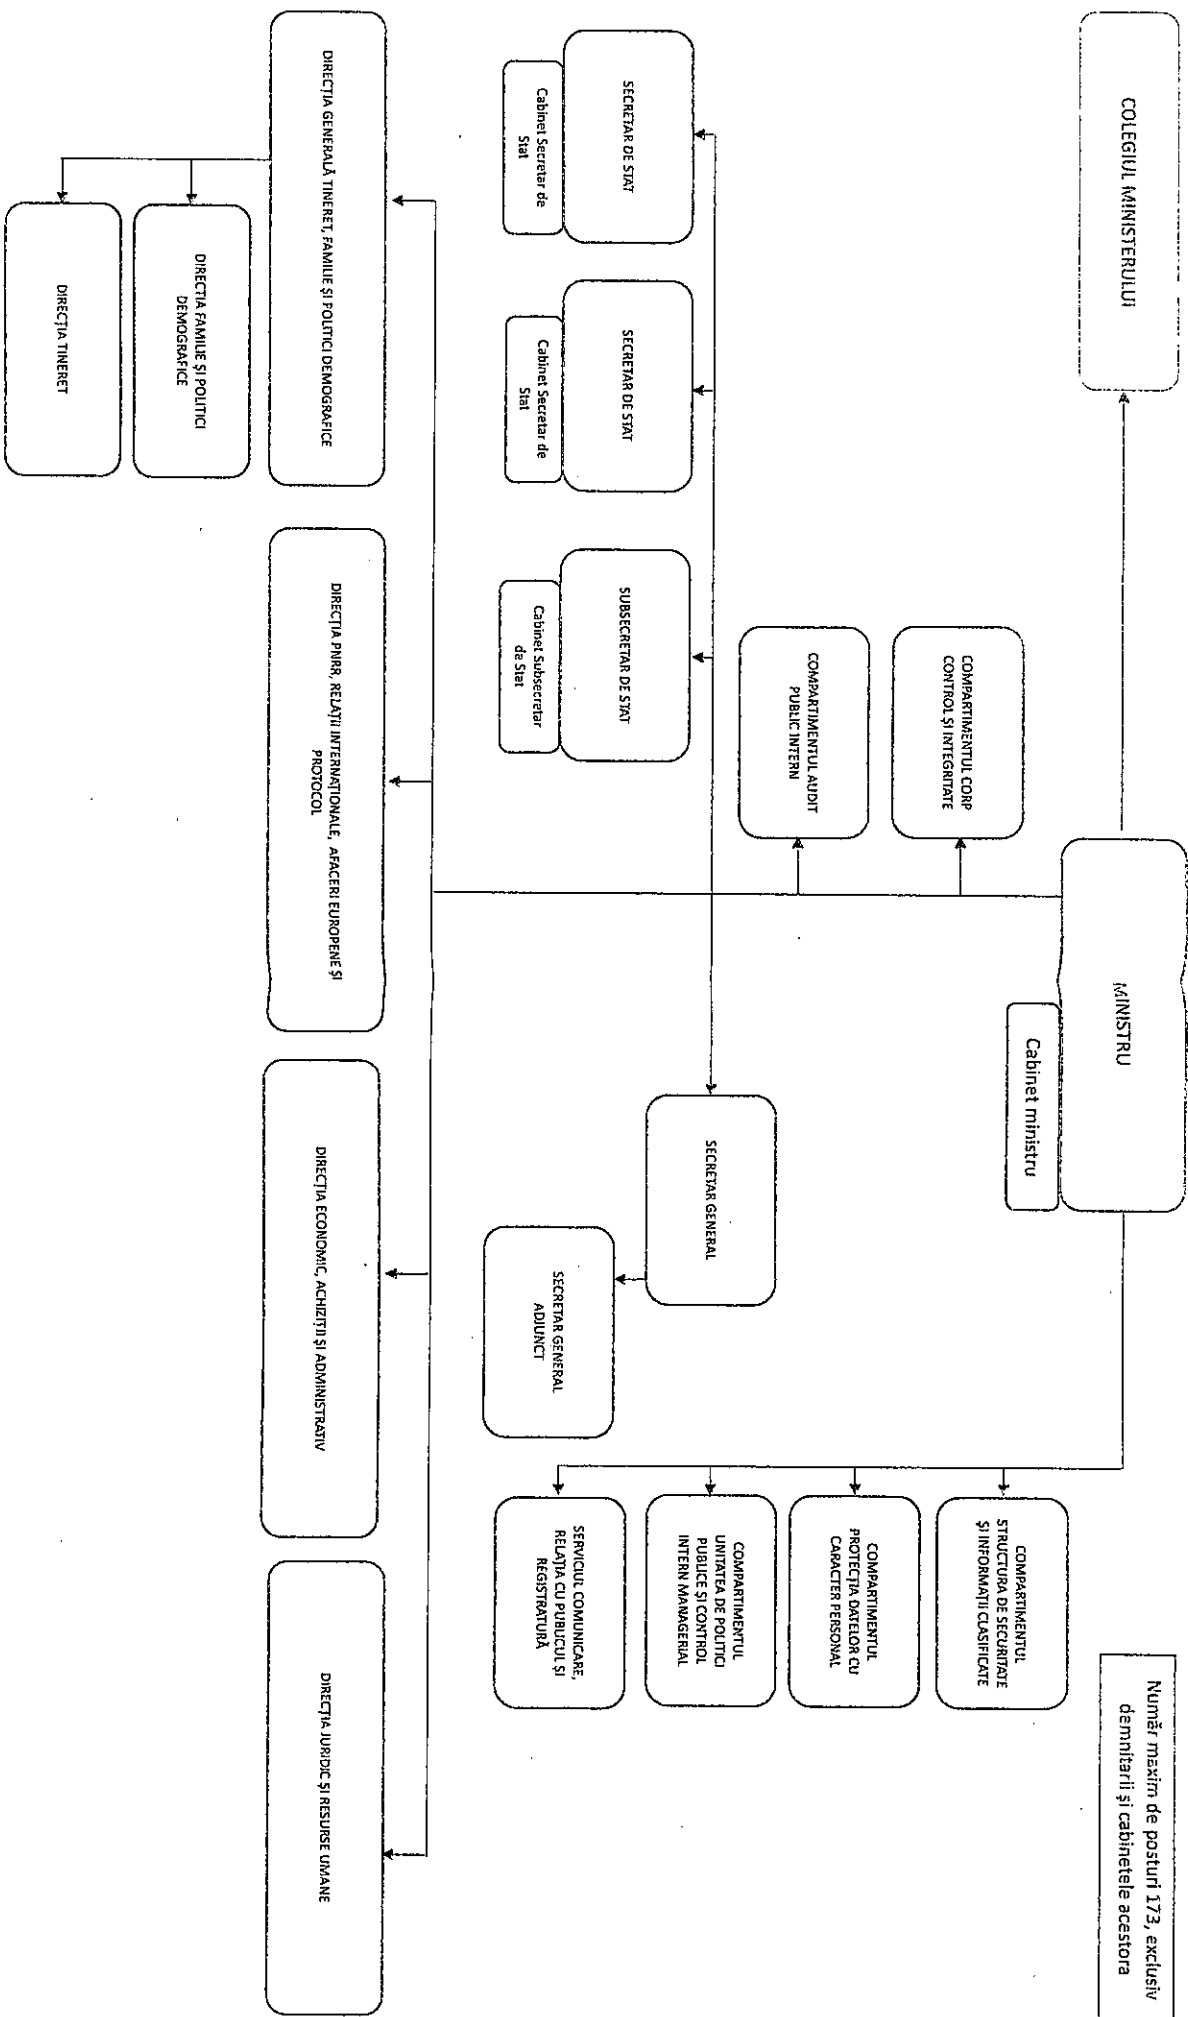 Număr maxim de posturi 173, exclusiv
demnitarii și cabinetele acestora
COLEGIUL MINISTERULUI
MINISTRU
Cabinet ministru
COMPARTIMENTUL CORP
CONTROL ȘI INTEGRITATE
COMPARTIMENTUL AUDIT
PUBLIC INTERN
COMPARTIMENTUL
STRUCTURA DE SECURITATE
ȘI INFORMAȚII CLASIFICATE
COMPARTIMENTUL
PROTECȚIA DATELOR CU
CARACTER PERSONAL
COMPARTIMENTUL
UNITATEA DE POLITICI
PUBLICE ȘI CONTROL
INTERN MANAGERIAL
SERVICIUL COMUNICARE,
RELAȚIA CU PUBLICUL ȘI
REGISTRATURĂ
SECRETAR DE STAT
Cabinet Secretar de
Stat
SECRETAR DE STAT
Cabinet Secretar de
Stat
SUBSECRETAR DE STAT
Cabinet Subsecretar
de Stat
SECRETAR GENERAL
SECRETAR GENERAL
ADJUNCT
DIRECȚIA GENERALĂ TINERET, FAMILIE ȘI POLITICI DEMOGRAFICE
DIRECȚIA PNRR, RELAȚII INTERNAȚIONALE, AFACERI EUROPENE ȘI
PROTOCOL
DIRECȚIA ECONOMIC, ACHIZIȚII ȘI ADMINISTRATIV
DIRECȚIA JURIDIC ȘI RESURSE UMANE
DIRECTIA FAMILIE ȘI POLITICI
DEMOGRAFICE
DIRECȚIA TINERET